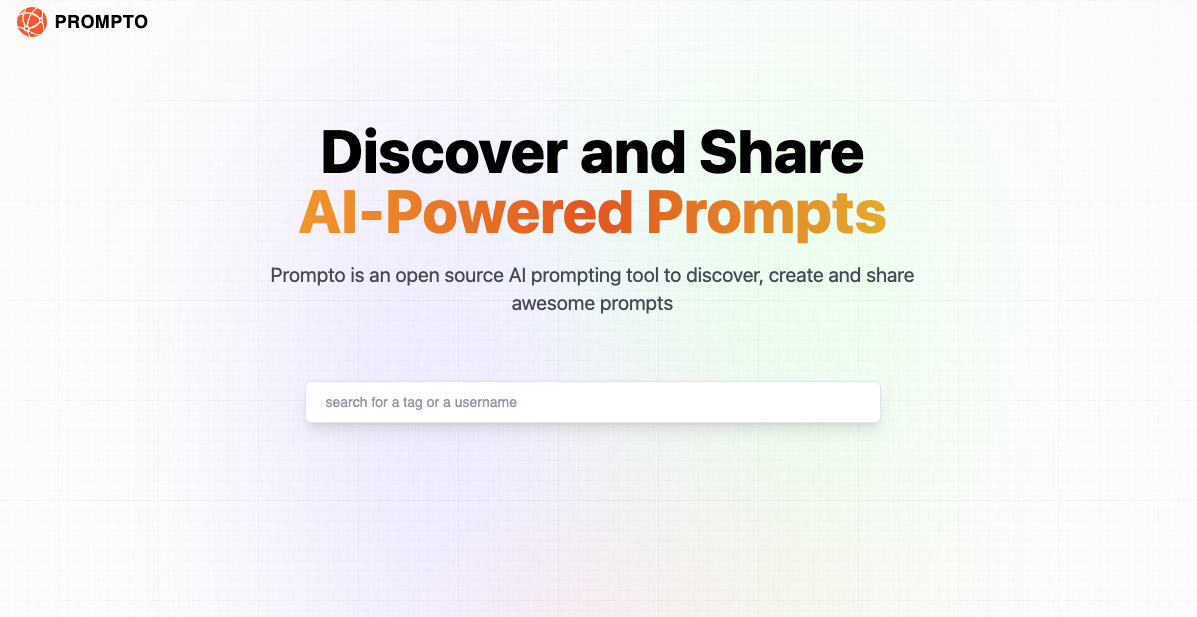 PROMPTO
Discover and Share
AI-Powered Prompts
Prompto is an open source AI prompting tool to discover, create and share
awesome prompts
search for a tag or a username